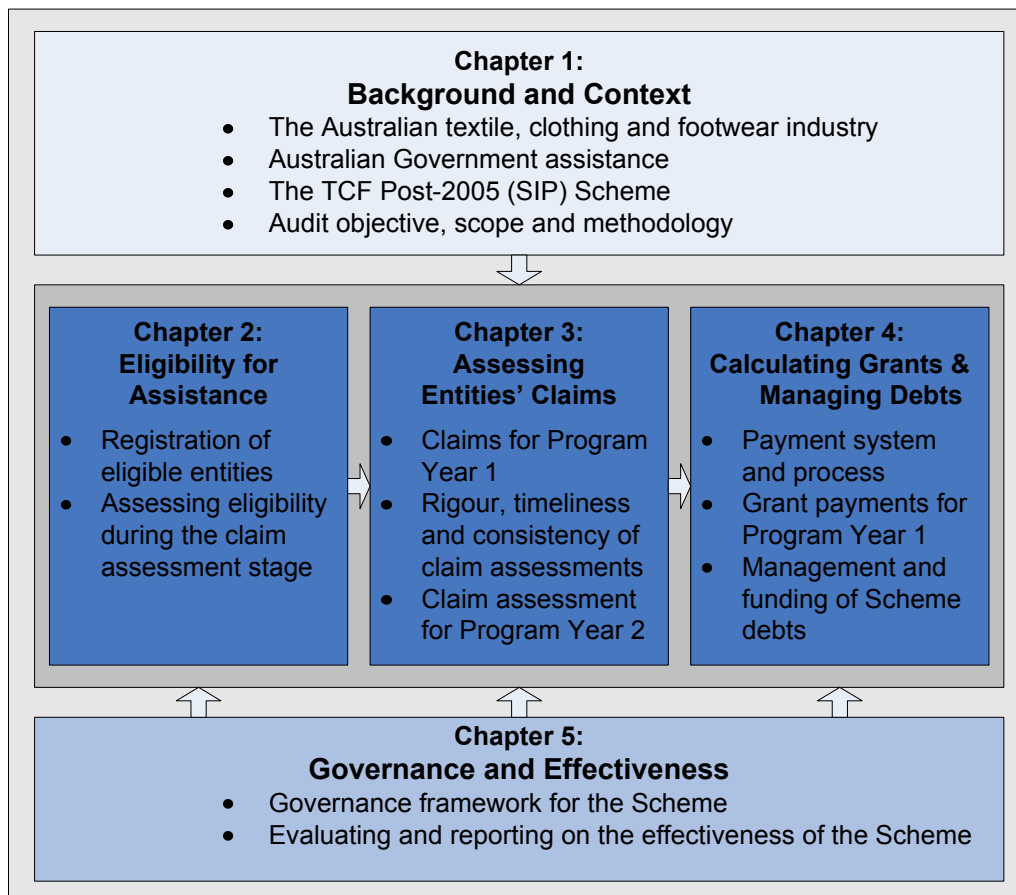 Chapter 1:
Background and Context
• The Australian textile, clothing and footwear industry
• Australian Government assistance
• The TCF Post-2005 (SIP) Scheme
• Audit objective, scope and methodology
Chapter 2:
Eligibility for
Assistance
• Registration of
eligible entities
• Assessing eligibility
during the claim
assessment stage
Chapter 3:
Assessing
Entities’ Claims
• Claims for Program
Year 1
• Rigour, timeliness
and consistency of
claim assessments
• Claim assessment
for Program Year 2
Chapter 4:
Calculating Grants &
Managing Debts
• Payment system
and process
• Grant payments for
Program Year 1
• Management and
funding of Scheme
debts
Chapter 5:
Governance and Effectiveness
• Governance framework for the Scheme
• Evaluating and reporting on the effectiveness of the Scheme